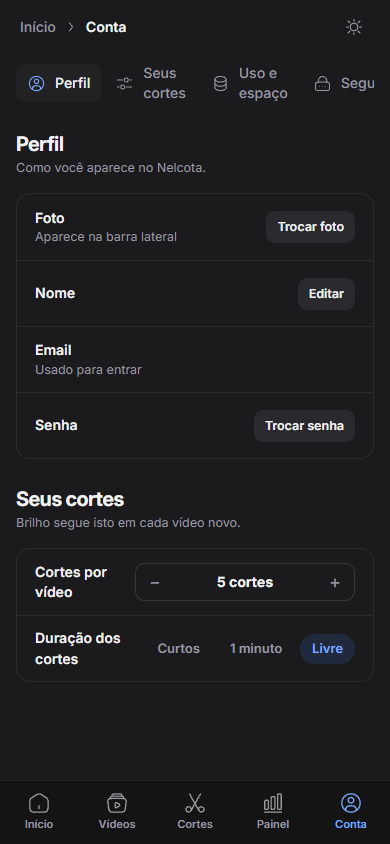 Início > Conta
Perfil
Seus
cortes
Uso e
espaço
Segu
Perfil
Como você aparece no Nelcota.
Foto
Aparece na barra lateral
Trocar foto
Nome
Editar
Email
Usado para entrar
Senha
Trocar senha
Seus cortes
Brilho segue isto em cada vídeo novo.
Cortes por
vídeo
− 5 cortes +
Duração dos
cortes
Curtos 1 minuto Livre
Início Vídeos Cortes Painel Conta